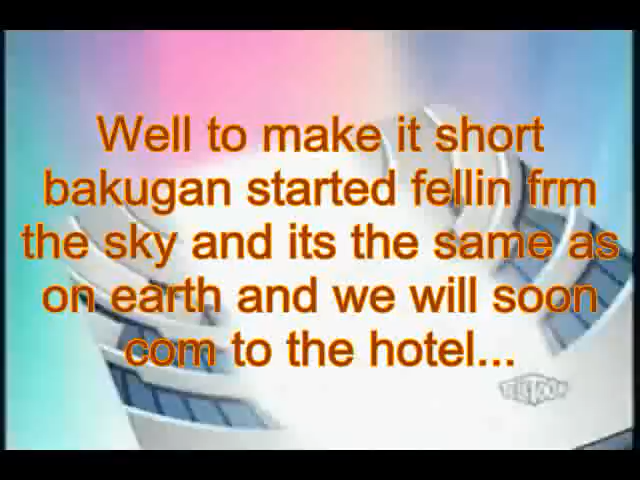 Well to make it short
bakugan started fellin frm
the sky and its the same as
on earth and we will soon
com to the hotel...
TELETOON